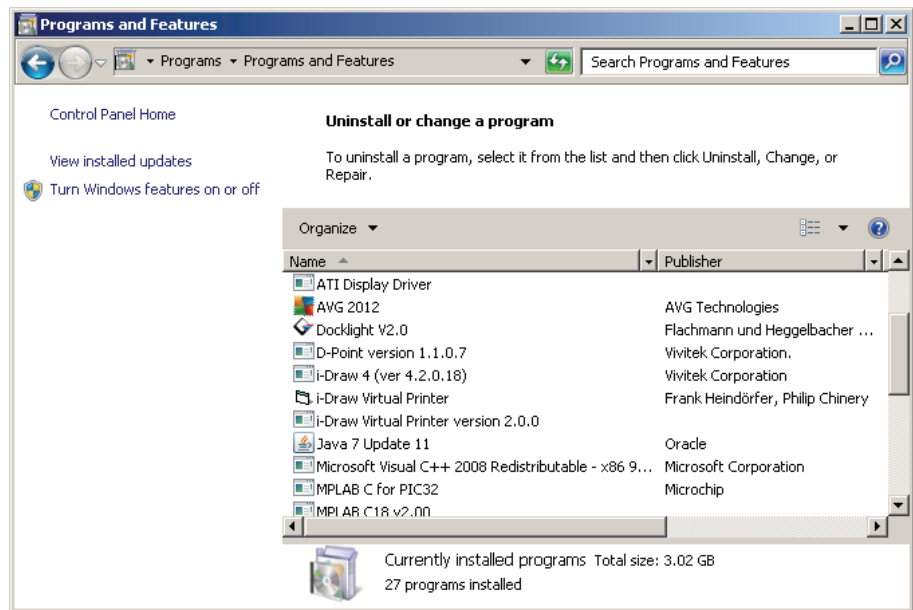 Programs and Features
Programs Programs and Features
Search Programs and Features
Control Panel Home
View installed updates
Turn Windows features on or off
Uninstall or change a program
To uninstall a program, select it from the list and then click Uninstall, Change, or
Repair.
Organize
Name Publisher
ATI Display Driver
AVG 2012 AVG Technologies
Docklight V2.0 Flachmann und Heggelbacher ...
D-Point version 1.1.0.7 Vivitek Corporation.
i-Draw 4 (ver 4.2.0.18) Vivitek Corporation
i-Draw Virtual Printer Frank Heindörfer, Philip Chinery
i-Draw Virtual Printer version 2.0.0
Java 7 Update 11 Oracle
Microsoft Visual C++ 2008 Redistributable - x86 9... Microsoft Corporation
MPLAB C for PIC32 Microchip
MPLAB C18 v2.00
Currently installed programs Total size: 3.02 GB
27 programs installed